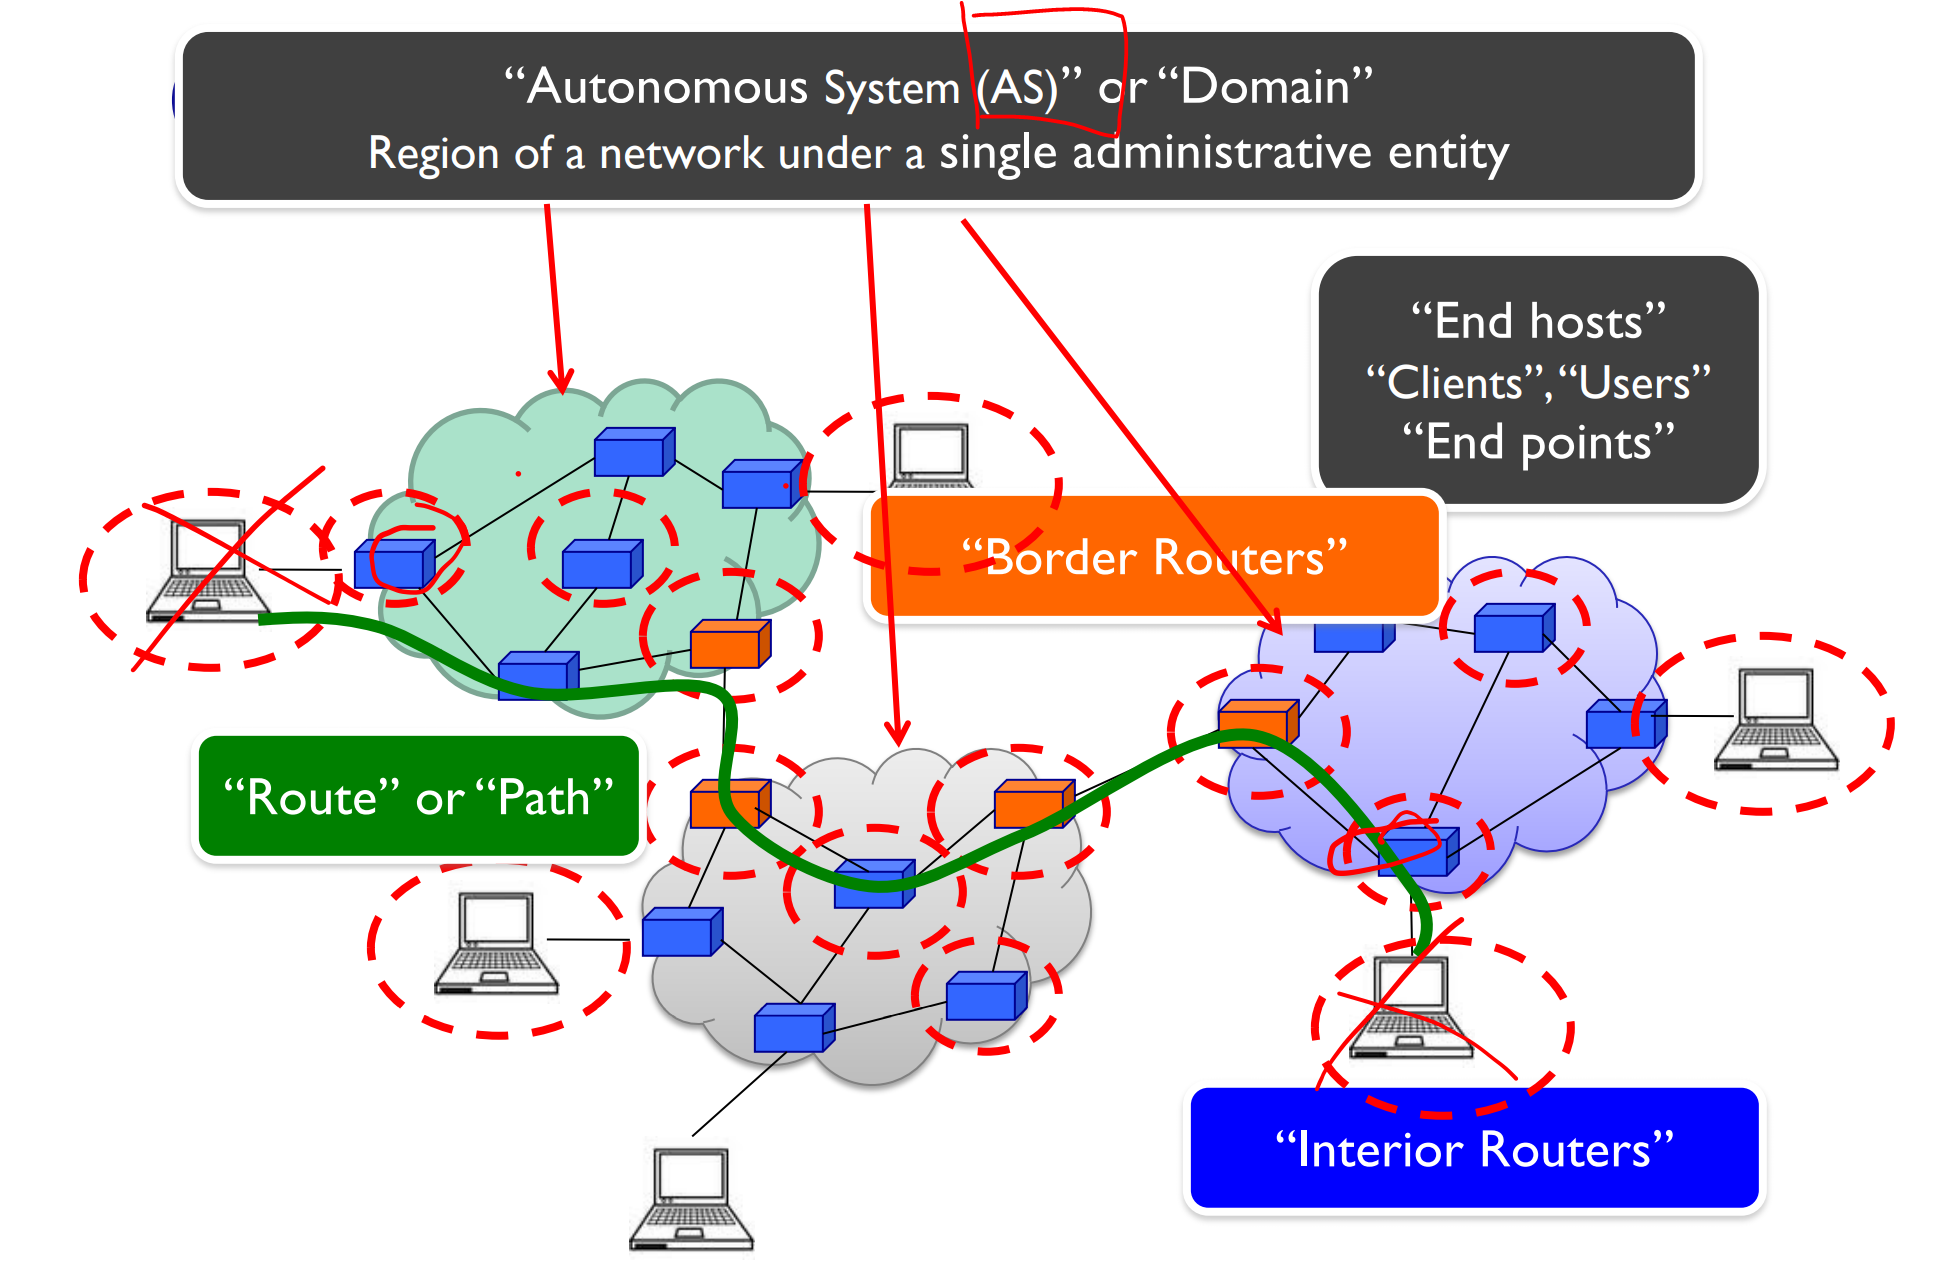 “Autonomous System (AS)” or “Domain”
Region of a network under a single administrative entity
“End hosts”
“Clients”, “Users”
“End points”
“Border Routers”
“Route” or “Path”
“Interior Routers”